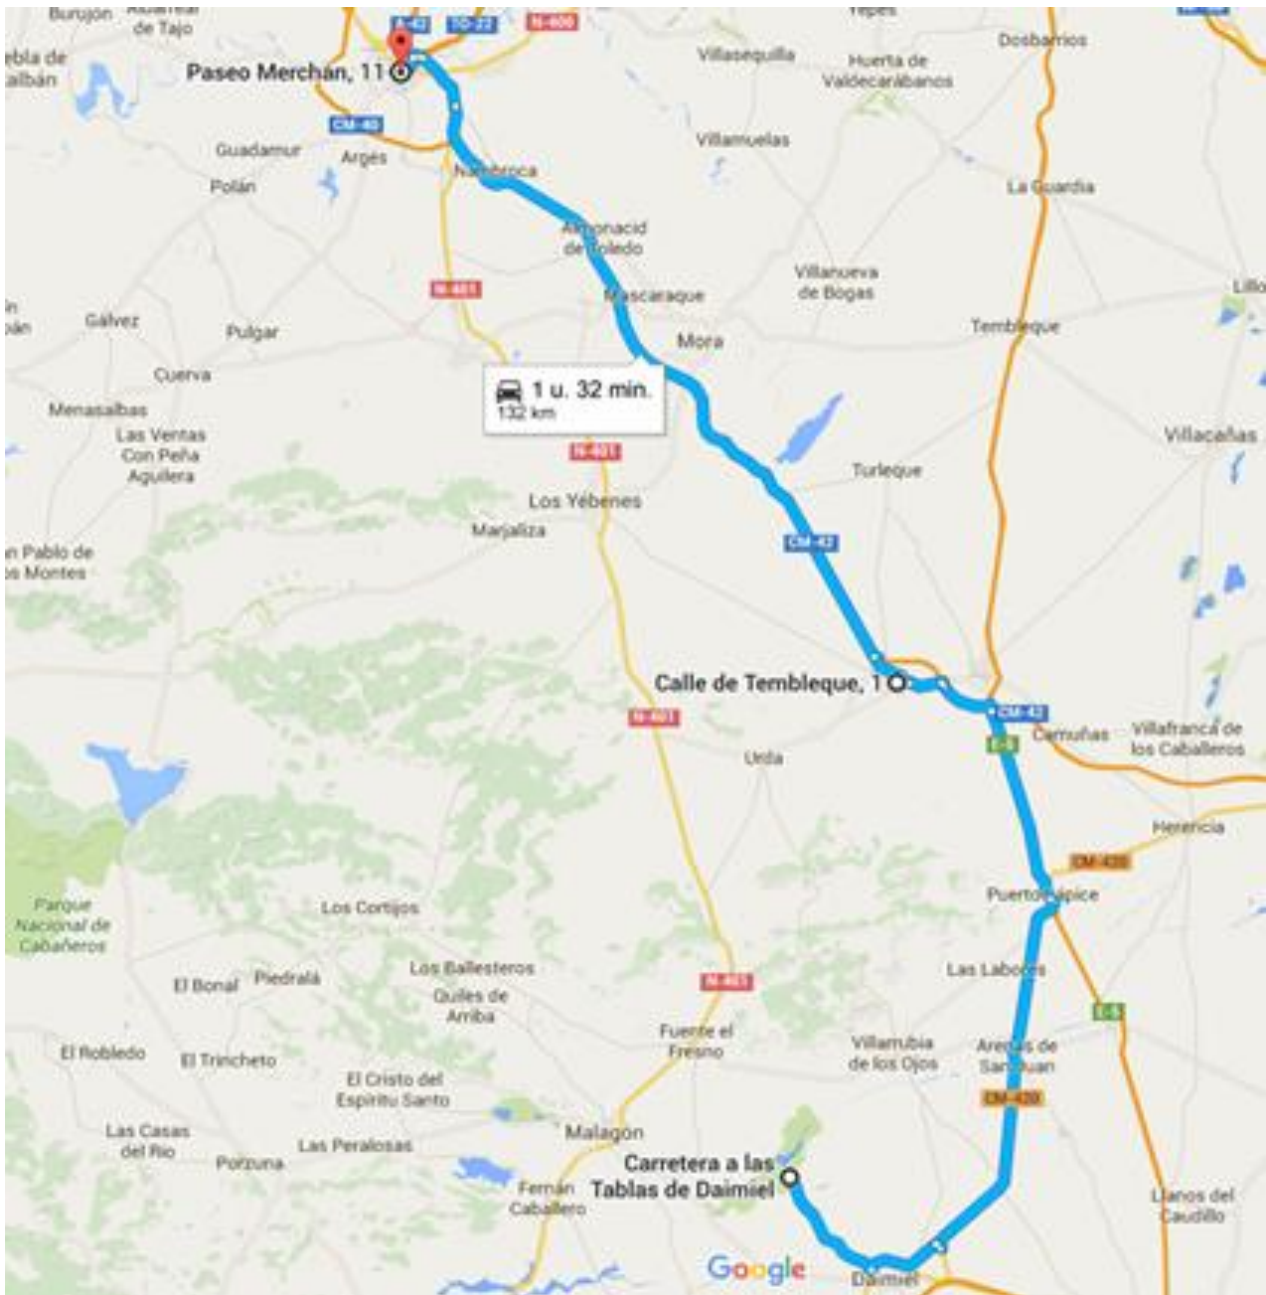 Burujón
de Tajo
A-42
TO-22
N-400
Yepes
Dosbarrios
Villasequilla
Huerta de
Valdecarábanos
Paseo Merchan, 11
CM-40
Guadamur
Argés
Nambroca
Polán
Villamuelas
La Guardia
Almonacid
de Toledo
N-401
Villanueva
de Bogas
Mascaraque
Lillo
Gálvez
Pulgar
Mora
Tembleque
Cuerva
1 u. 32 min.
132 km
Menasalbas
Las Ventas
Con Peña
Aguilera
N-401
Villacañas
Turleque
Los Yébenes
Marjaliza
CM-42
n Pablo de
os Montes
Calle de Tembleque, 1
N-401
CM-42
E-5
Camuñas
Villafranca de
los Caballeros
Urda
Herencia
CM-420
Puerto Lápice
Parque
Nacional de
Cabañeros
Los Cortijos
Las Labores
El Bonal
Piedralá
Los Ballesteros
Quiles de
Arriba
N-401
E-5
Fuente el
Fresno
Villarrubia
de los Ojos
Arenas de
San Juan
El Robledo
El Trincheto
El Cristo del
Espíritu Santo
CM-420
Las Casas
del Río
Porzuna
Las Peralosas
Malagón
Carretera a las
Tablas de Daimiel
Fernán
Caballero
Llanos del
Caudillo
Google
Daimiel